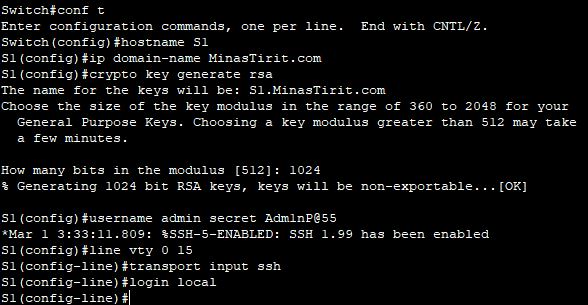 Switch#conf t
Enter configuration commands, one per line.  End with CNTL/Z.
Switch(config)#hostname S1
S1(config)#ip domain-name MinasTirit.com
S1(config)#crypto key generate rsa
The name for the keys will be: S1.MinasTirit.com
Choose the size of the key modulus in the range of 360 to 2048 for your
  General Purpose Keys. Choosing a key modulus greater than 512 may take
  a few minutes.
How many bits in the modulus [512]: 1024
% Generating 1024 bit RSA keys, keys will be non-exportable...[OK]
S1(config)#username admin secret Adm1nP@55
*Mar 1 3:33:11.809: %SSH-5-ENABLED: SSH 1.99 has been enabled
S1(config)#line vty 0 15
S1(config-line)#transport input ssh
S1(config-line)#login local
S1(config-line)#